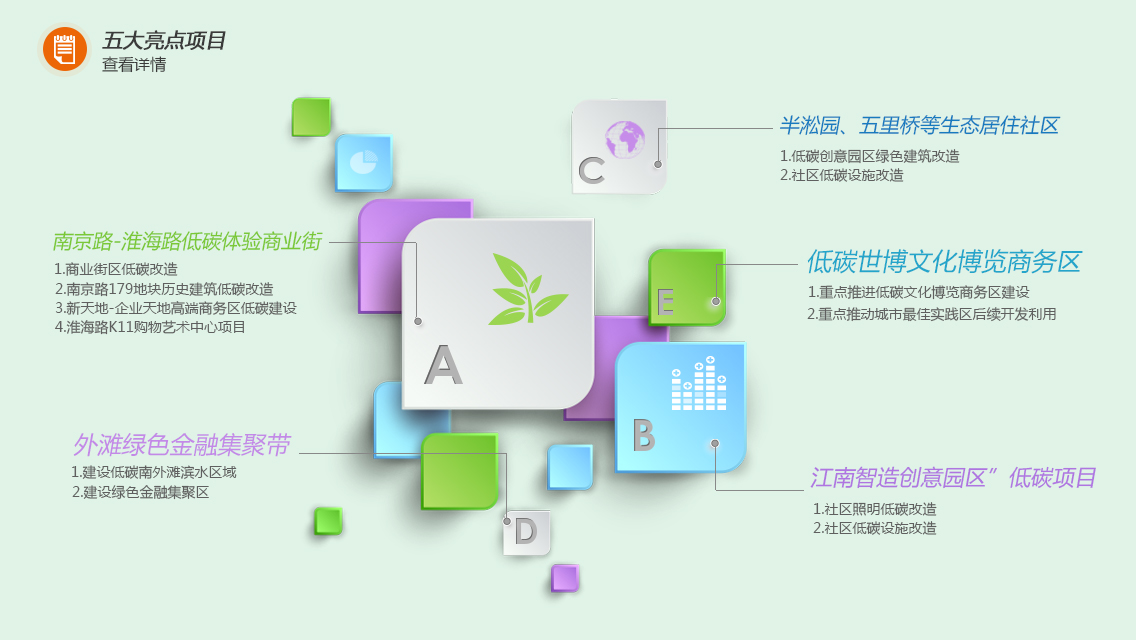 五大亮点项目
查看详情
南京路-淮海路低碳体验商业街
1.商业街区低碳改造
2.南京路179地块历史建筑低碳改造
3.新天地-企业天地高端商务区低碳建设
4.淮海路K11购物艺术中心项目
A
外滩绿色金融集聚带
1.建设低碳南外滩滨水区域
2.建设绿色金融集聚区
D
C
半淞园、五里桥等生态居住社区
1.低碳创意园区绿色建筑改造
2.社区低碳设施改造
E
低碳世博文化博览商务区
1.重点推进低碳文化博览商务区建设
2.重点推动城市最佳实践区后续开发利用
B
江南智造创意园区”低碳项目
1.社区照明低碳改造
2.社区低碳设施改造